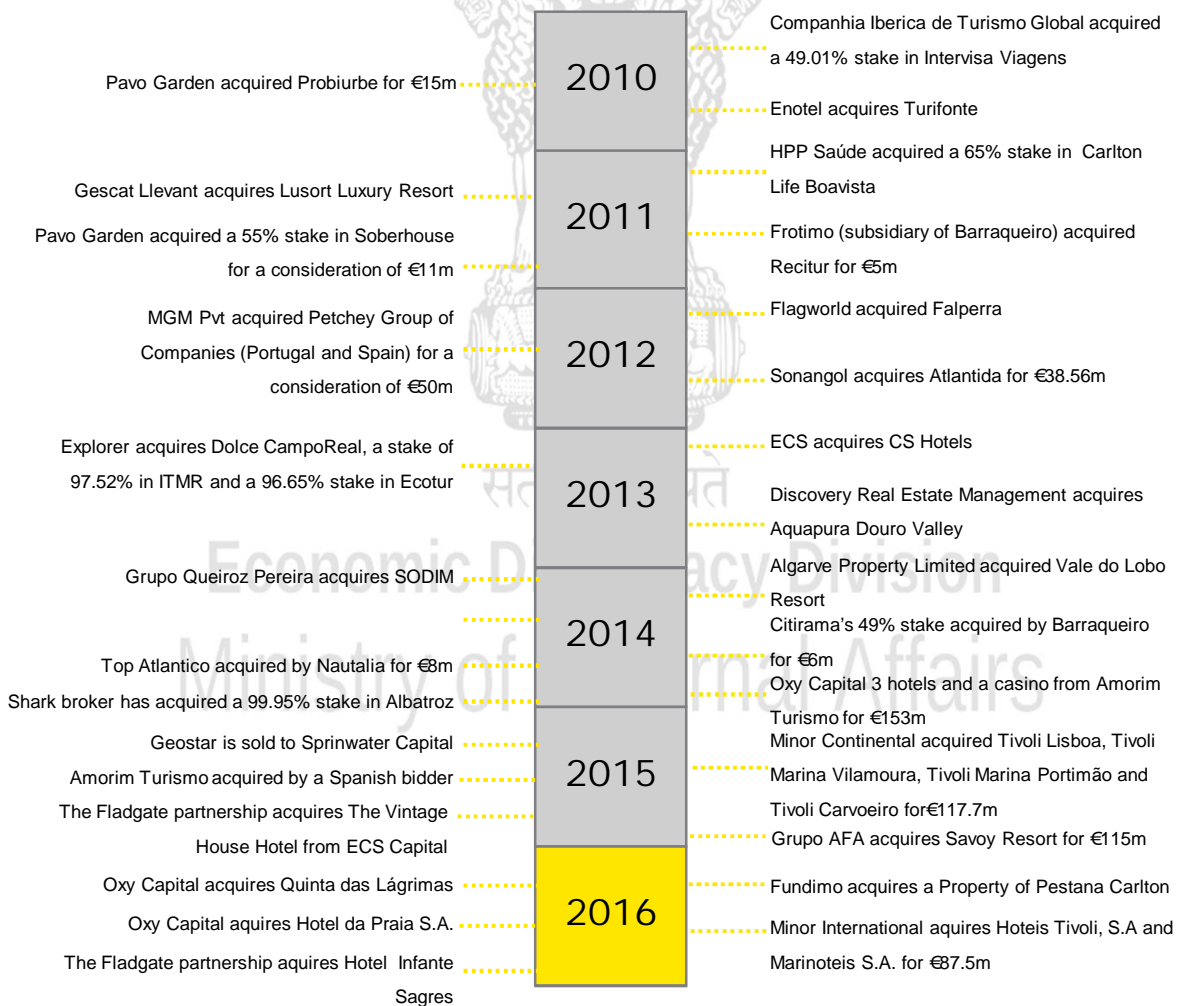 Companhia Iberica de Turismo Global acquired
a 49.01% stake in Intervisa Viagens
2010
Pavo Garden acquired Probiurbe for €15m
Enotel acquires Turifonte
HPP Saúde acquired a 65% stake in Carlton
Life Boavista
Gescat Llevant acquires Lusort Luxury Resort
2011
Pavo Garden acquired a 55% stake in Soberhouse
for a consideration of €11m
Frotimo (subsidiary of Barraqueiro) acquired
Recitur for €5m
Flagworld acquired Falperra
MGM Pvt acquired Petchey Group of
Companies (Portugal and Spain) for a
consideration of €50m
2012
Sonangol acquires Atlantida for €38.56m
ECS acquires CS Hotels
Explorer acquires Dolce CampoReal, a stake of
97.52% in ITMR and a 96.65% stake in Ecotur
2013
Discovery Real Estate Management acquires
Aquapura Douro Valley
Economic Division
Grupo Queiroz Pereira acquires SODIM
Algarve Property Limited acquired Vale do Lobo
Resort
2014
Citirama's 49% stake acquired by Barraqueiro
for €6m
Ministry of Affairs
Top Atlantico acquired by Nautalia for €8m
Shark broker has acquired a 99.95% stake in Albatroz
Oxy Capital 3 hotels and a casino from Amorim
Turismo for €153m
Geostar is sold to Sprinwater Capital
Amorim Turismo acquired by a Spanish bidder
The Fladgate partnership acquires The Vintage
House Hotel from ECS Capital
2015
Minor Continental acquired Tivoli Lisboa, Tivoli
Marina Vilamoura, Tivoli Marina Portimão and
Tivoli Carvoeiro for€117.7m
Grupo AFA acquires Savoy Resort for €115m
Oxy Capital acquires Quinta das Lágrimas
Oxy Capital aquires Hotel da Praia S.A.
The Fladgate partnership aquires Hotel Infante
Sagres
2016
Fundimo acquires a Property of Pestana Carlton
Minor International aquires Hoteis Tivoli, S.A and
Marinoteis S.A. for €87.5m